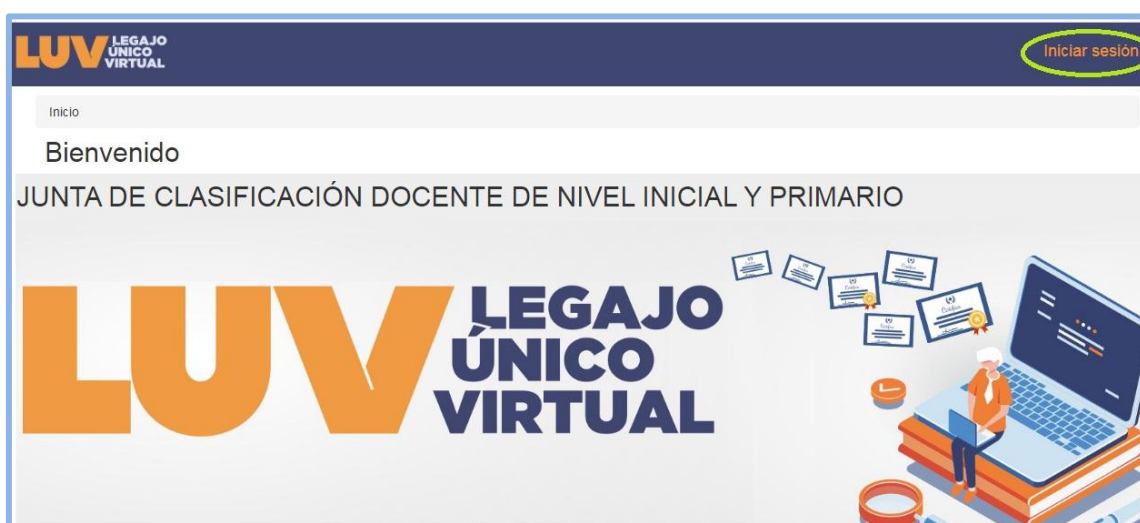 LUV LEGAJO
ÚNICO
VIRTUAL
Iniciar sesión
Inicio
Bienvenido
JUNTA DE CLASIFICACIÓN DOCENTE DE NIVEL INICIAL Y PRIMARIO
LUV LEGAJO
ÚNICO
VIRTUAL